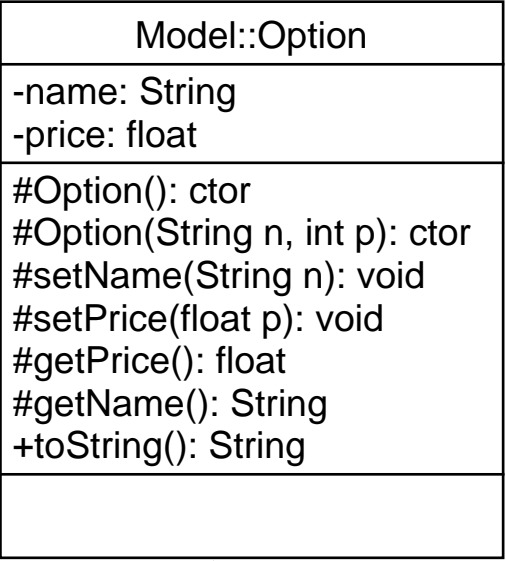 Model::Option
-name: String
-price: float
#Option(): ctor
#Option(String n, int p): ctor
#setName(String n): void
#setPrice(float p): void
#getPrice(): float
#getName(): String
+toString(): String